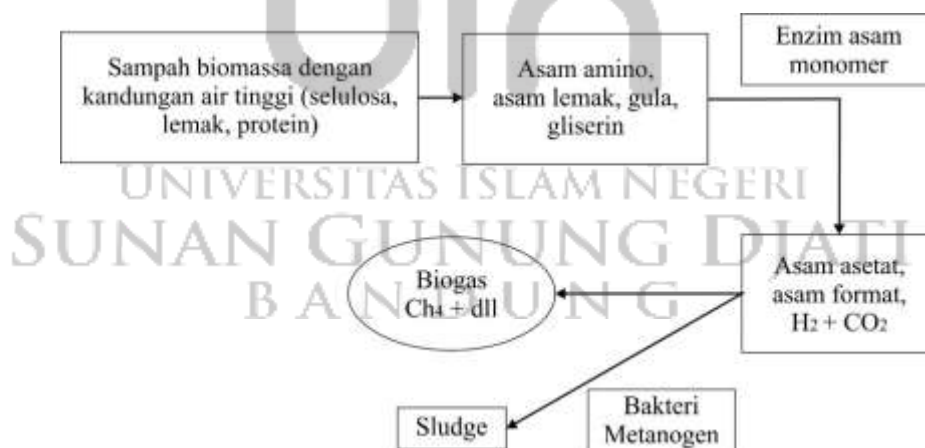 Sampah biomassa dengan
kandungan air tinggi (selulosa,
lemak, protein)
Asam amino,
asam lemak, gula,
gliserin
Enzim asam
monomer
UNIVERSITAS ISLAM NEGERI
SUNAN GUNUNG DJATI
BANDUNG
Asam asetat,
asam format,
H2 + CO2
Biogas
Ch4 + dll
Sludge
Bakteri
Metanogen